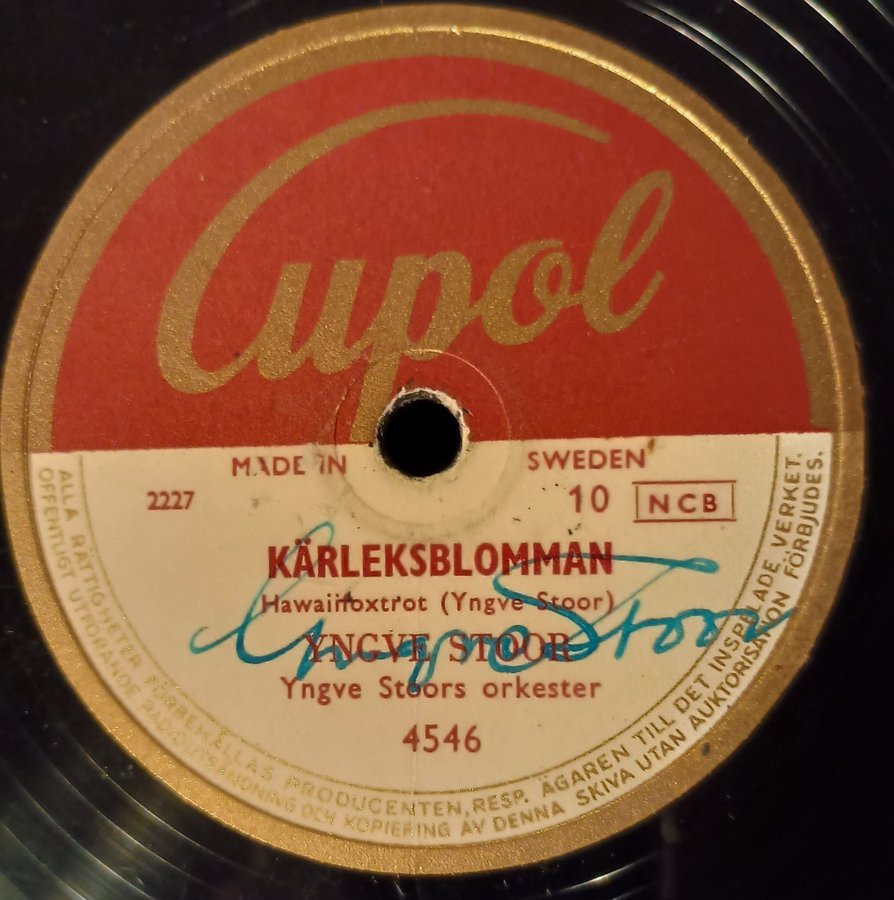 Cupol
MADE IN SWEDEN
2227 10 NCB
KÄRLEKSBLOMMAN
Hawaiifoxtrot (Yngve Stoor)
YNGVE STOOR
Yngve Stoors orkester
4546
Yngve Stoor
ALLA RÄTTIGHETER FÖRBEHÅLLAS PRODUCENTEN, RESP. ÄGAREN TILL DET INSPELADE VERKET.
OFFENTLIGT UTFÖRANDE RADIOUTSÄNDNING OCH KOPIERING AV DENNA SKIVA UTAN AUKTORISATION FÖRBJUDES.